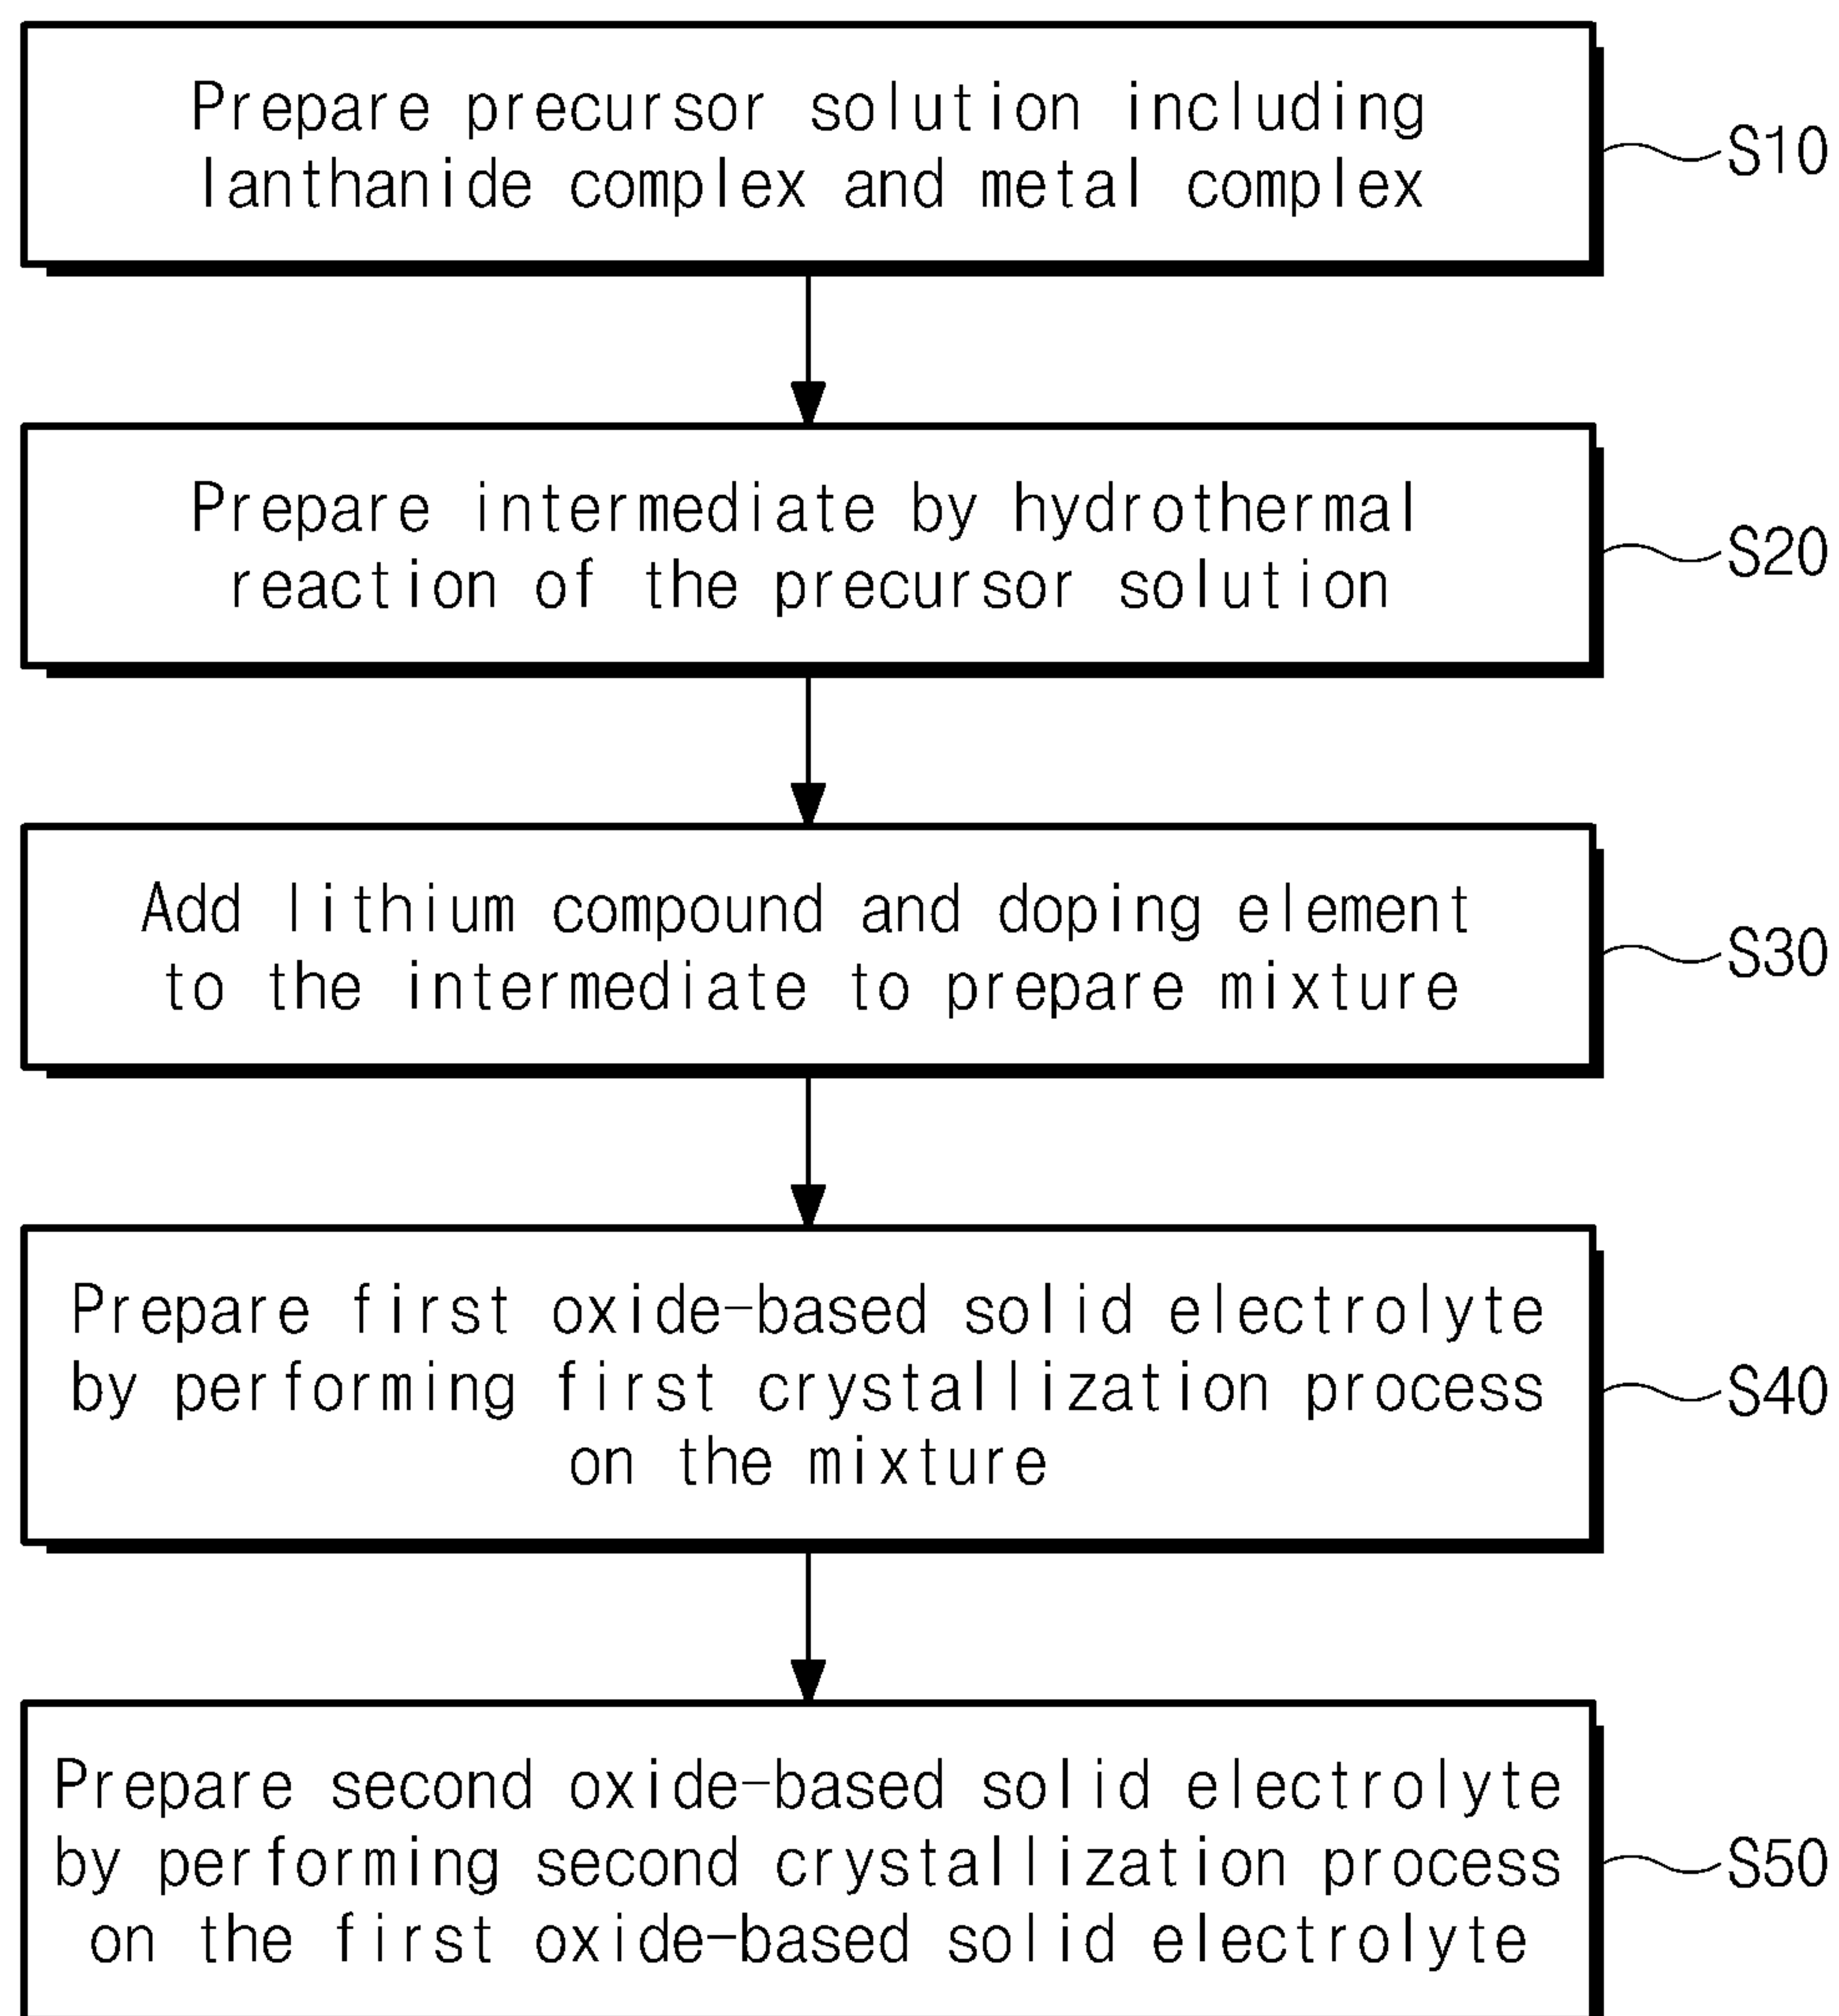 Prepare precursor solution including
lanthanide complex and metal complex
S10
Prepare intermediate by hydrothermal
reaction of the precursor solution
S20
Add lithium compound and doping element
to the intermediate to prepare mixture
S30
Prepare first oxide-based solid electrolyte
by performing first crystallization process
on the mixture
S40
Prepare second oxide-based solid electrolyte
by performing second crystallization process
on the first oxide-based solid electrolyte
S50